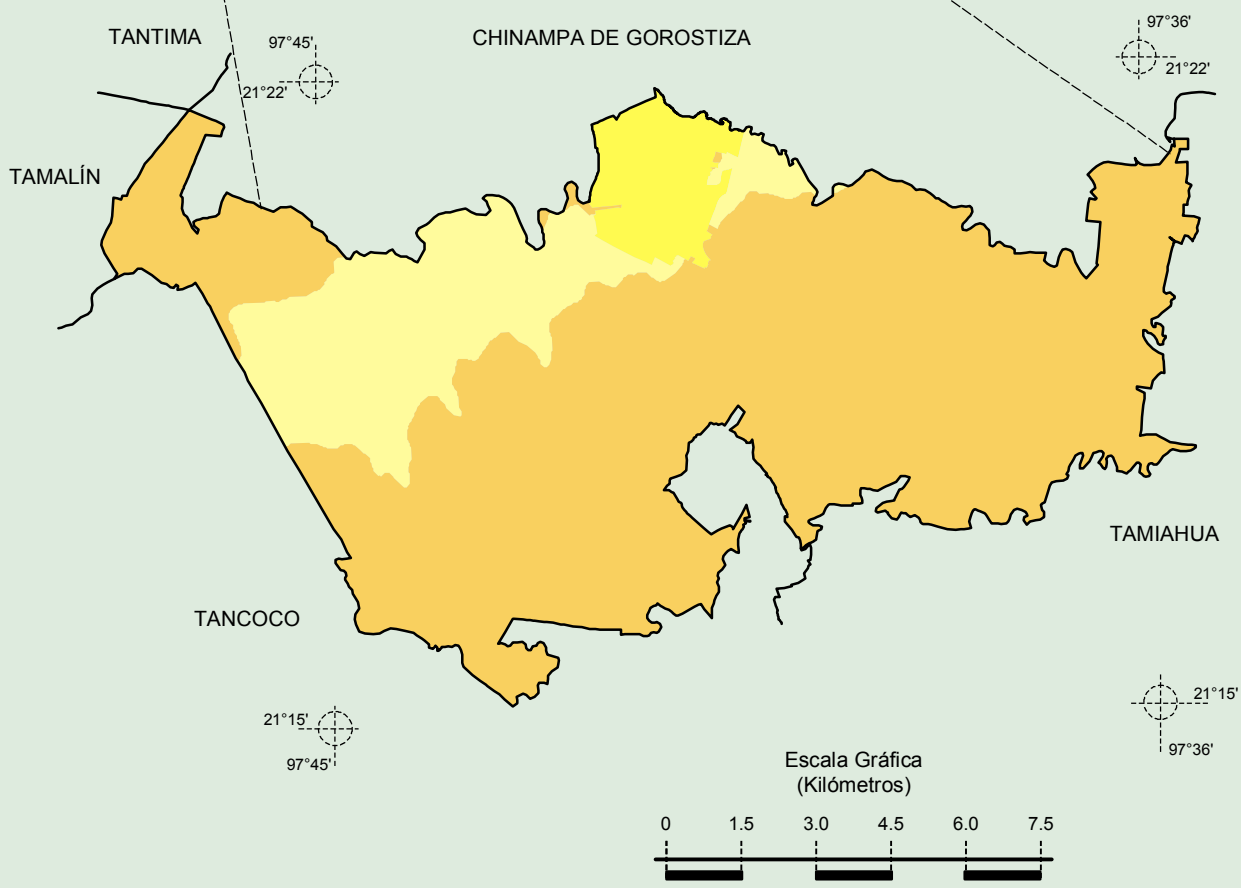 TANTIMA
97°45'
CHINAMPA DE GOROSTIZA
97°36'
21°22'
21°22'
TAMALÍN
TAMIAHUA
TANCOCO
21°15'
97°45'
21°15'
97°36'
Escala Gráfica
(Kilómetros)
0 1.5 3.0 4.5 6.0 7.5